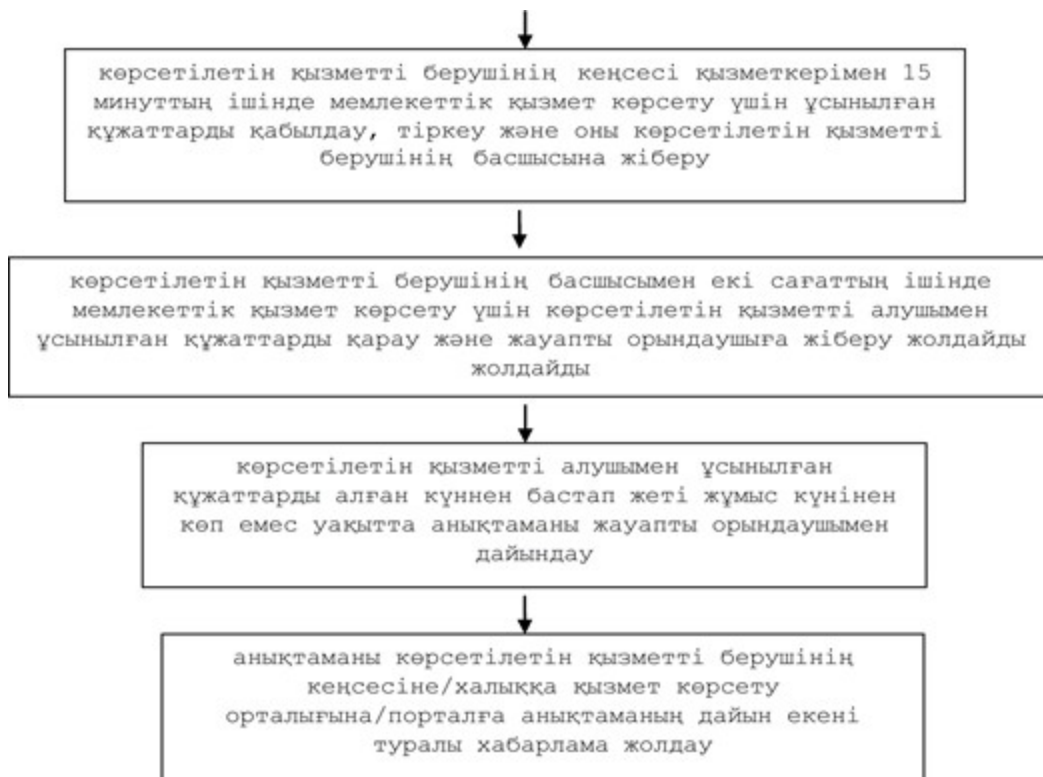 көрсетілетін қызметті берушінің кеңсесі қызметкерімен 15
минуттың ішінде мемлекеттік қызмет көрсету үшін ұсынылған
құжаттарды қабылдау, тіркеу және оны көрсетілетін қызметті
берушінің басшысына жіберу
көрсетілетін қызметті берушінің басшысымен екі сағаттың ішінде
мемлекеттік қызмет көрсету үшін көрсетілетін қызметті алушымен
ұсынылған құжаттарды қарау және жауапты орындаушыға жіберу жолдайды
жолдайды
көрсетілетін қызметті алушымен ұсынылған
құжаттарды алған күннен бастап жеті жұмыс күнінен
көп емес уақытта анықтаманы жауапты орындаушымен
дайындау
анықтаманы көрсетілетін қызметті берушінің
кеңсесіне/халыққа қызмет көрсету
орталығына/порталға анықтаманың дайын екені
туралы хабарлама жолдау